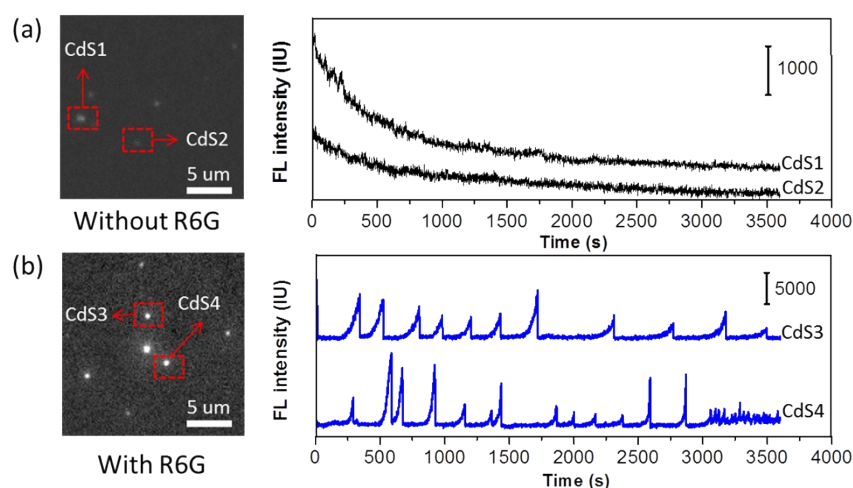 (a)
CdS1
CdS2
5 um
Without R6G
FL intensity (IU)
1000
CdS1
CdS2
0 500 1000 1500 2000 2500 3000 3500 4000
Time (s)
(b)
CdS3
CdS4
5 um
With R6G
FL intensity (IU)
5000
CdS3
CdS4
0 500 1000 1500 2000 2500 3000 3500 4000
Time (s)